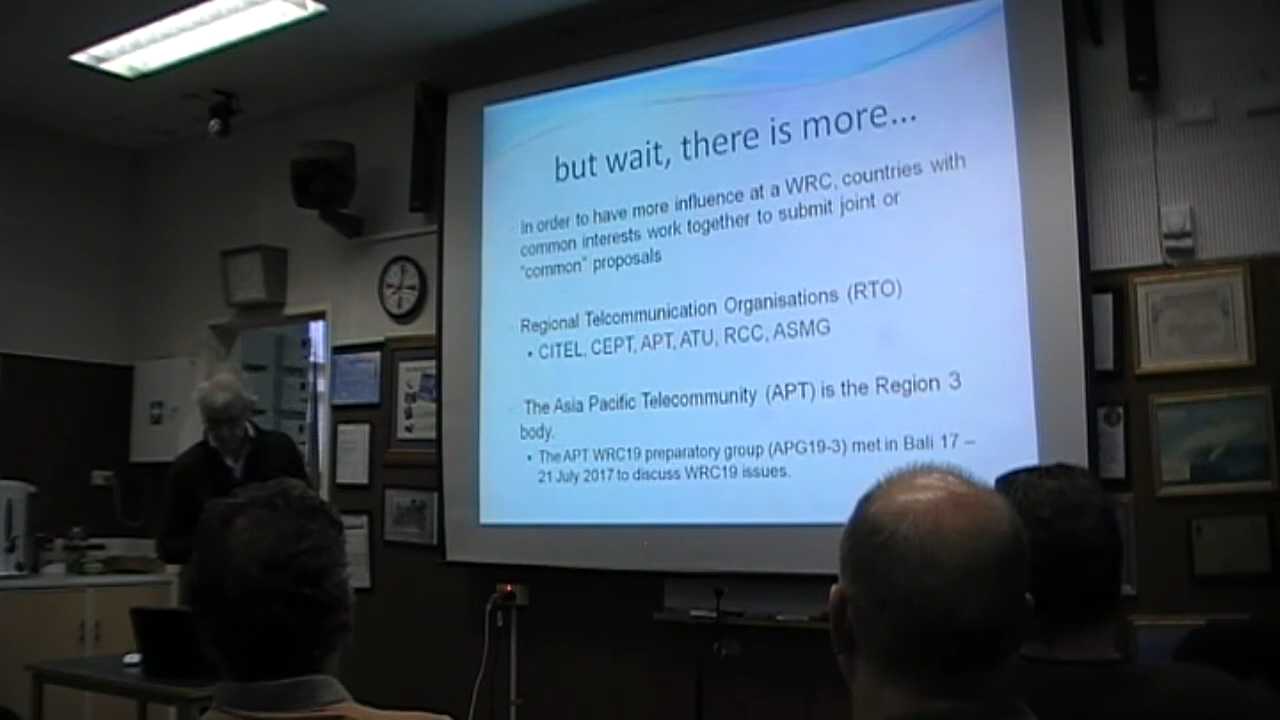 but wait, there is more...
In order to have more influence at a WRC, countries with
common interests work together to submit joint or
"common" proposals
Regional Telcommunication Organisations (RTO)
• CITEL, CEPT, APT, ATU, RCC, ASMG
The Asia Pacific Telecommunity (APT) is the Region 3
body.
• The APT WRC19 preparatory group (APG19-3) met in Bali 17 –
21 July 2017 to discuss WRC19 issues.